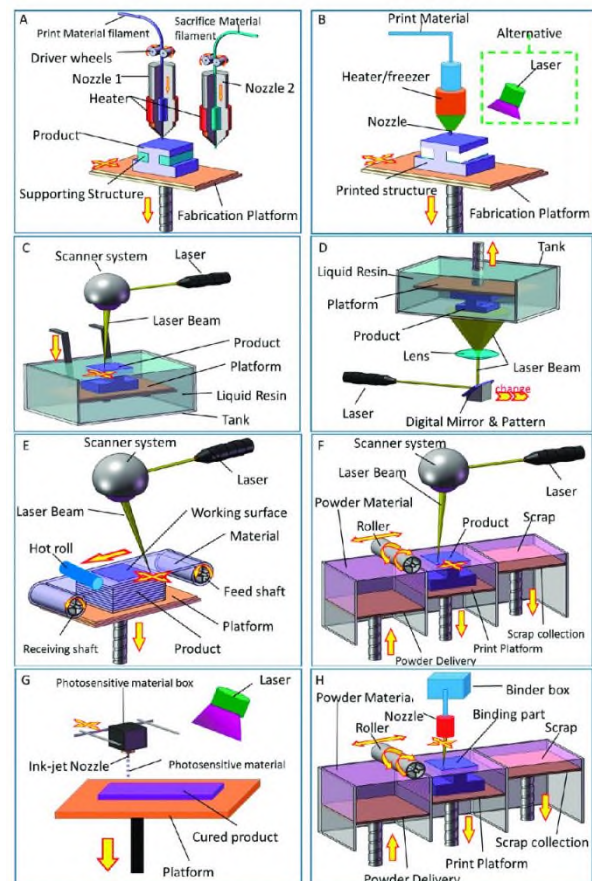 A
Print Material filament
Sacrifice Material
filament
Driver wheels
Nozzle 1
Nozzle 2
Heater
Product
Supporting Structure
Fabrication Platform
B
Print Material
Alternative
Laser
Heater/freezer
Nozzle
Printed structure
Fabrication Platform
C
Scanner system
Laser
Laser Beam
Product
Platform
Liquid Resin
Tank
D
Tank
Liquid Resin
Platform
Product
Lens
Laser Beam
Laser
change
Digital Mirror & Pattern
E
Scanner system
Laser
Laser Beam
Working surface
Material
Hot roll
Feed shaft
Platform
Product
Receiving shaft
F
Scanner system
Laser Beam
Laser
Powder Material
Roller
Product
Scrap
Print Platform
Scrap collection
Powder Delivery
G
Photosensitive material box
Laser
Ink-jet Nozzle
Photosensitive material
Cured product
Platform
H
Binder box
Powder Material
Nozzle
Binding part
Roller
Scrap
Scrap collection
Print Platform
Powder Delivery